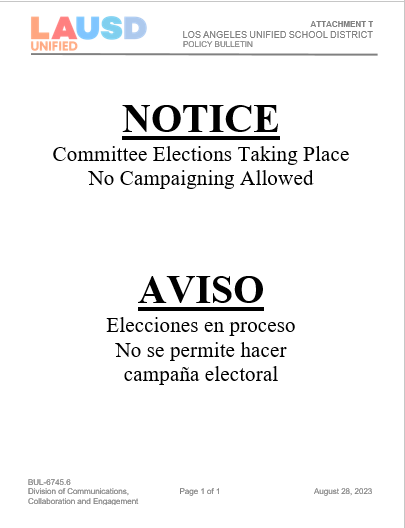 LAUSD
UNIFIED
ATTACHMENT T
LOS ANGELES UNIFIED SCHOOL DISTRICT
POLICY BULLETIN
NOTICE
Committee Elections Taking Place
No Campaigning Allowed
AVISO
Elecciones en proceso
No se permite hacer
campaña electoral
BUL-6745.6
Division of Communications,
Collaboration and Engagement
Page 1 of 1
August 28, 2023